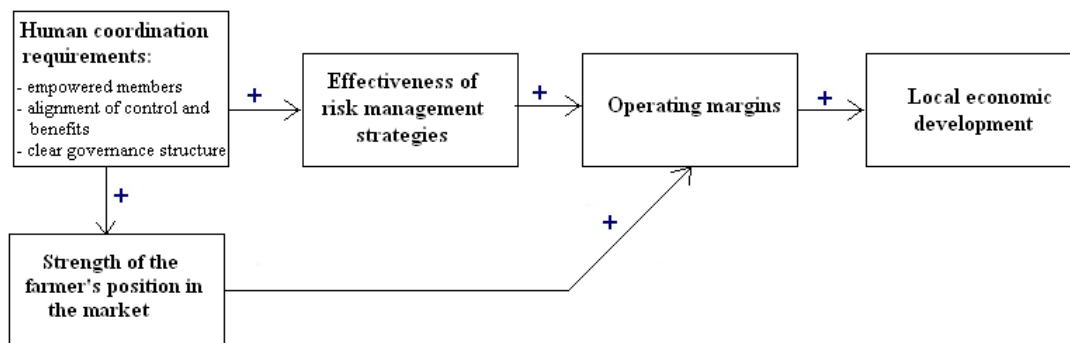 Human coordination
requirements:
- empowered members
- alignment of control and
benefits
- clear governance structure
+
Effectiveness of
risk management
strategies
+
Operating margins
+
Local economic
development
+
Strength of the
farmer's position in
the market
+